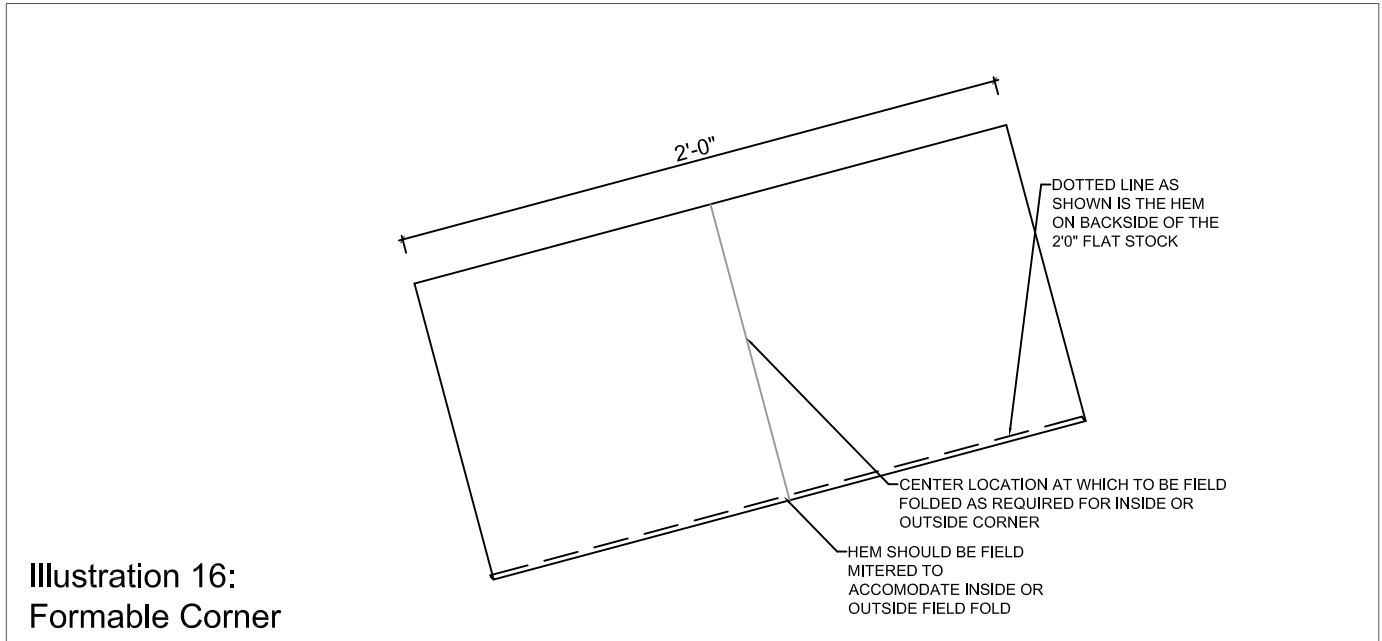 2'-0"
DOTTED LINE AS
SHOWN IS THE HEM
ON BACKSIDE OF THE
2'0" FLAT STOCK
CENTER LOCATION AT WHICH TO BE FIELD
FOLDED AS REQUIRED FOR INSIDE OR
OUTSIDE CORNER
HEM SHOULD BE FIELD
MITERED TO
ACCOMODATE INSIDE OR
OUTSIDE FIELD FOLD
Illustration 16:
Formable Corner